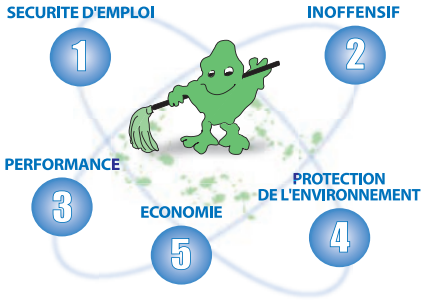 SECURITE D'EMPLOI
1
INOFFENSIF
2
PERFORMANCE
3
PROTECTION
DE L'ENVIRONNEMENT
4
ECONOMIE
5